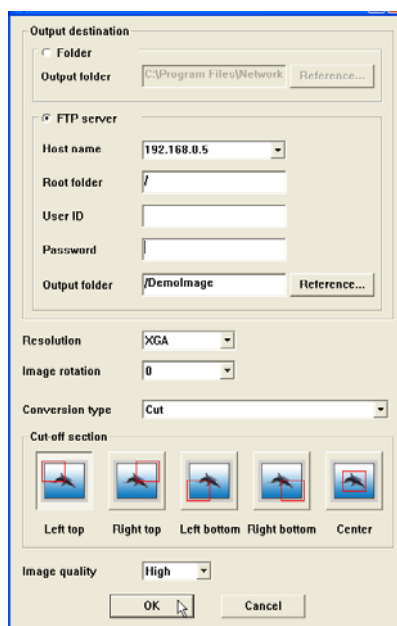 Output destination
Folder
Output folder C:\Program Files\Network Reference...
FTP server
Host name 192.168.0.5
Root folder /
User ID
Password
Output folder /DemoImage Reference...
Resolution XGA
Image rotation 0
Conversion type Cut
Cut-off section
Left top Right top Left bottom Right bottom Center
Image quality High
OK Cancel